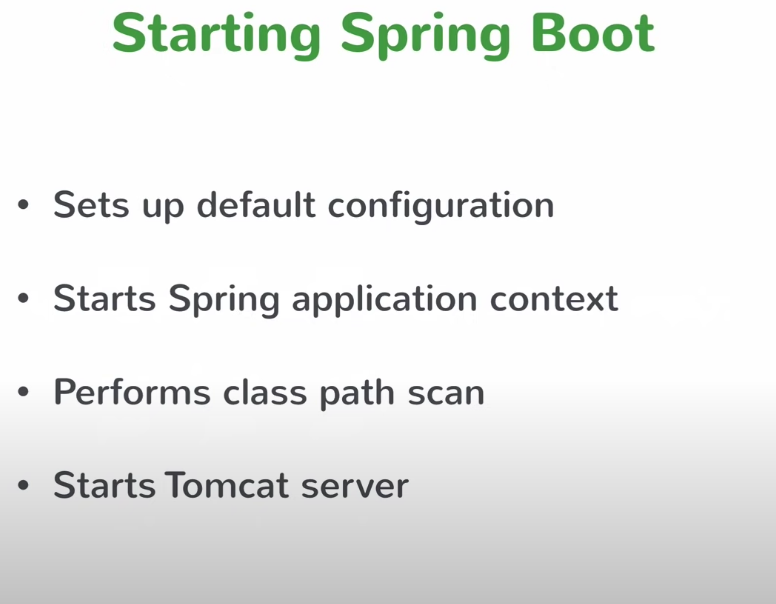 Starting Spring Boot
• Sets up default configuration
• Starts Spring application context
• Performs class path scan
• Starts Tomcat server